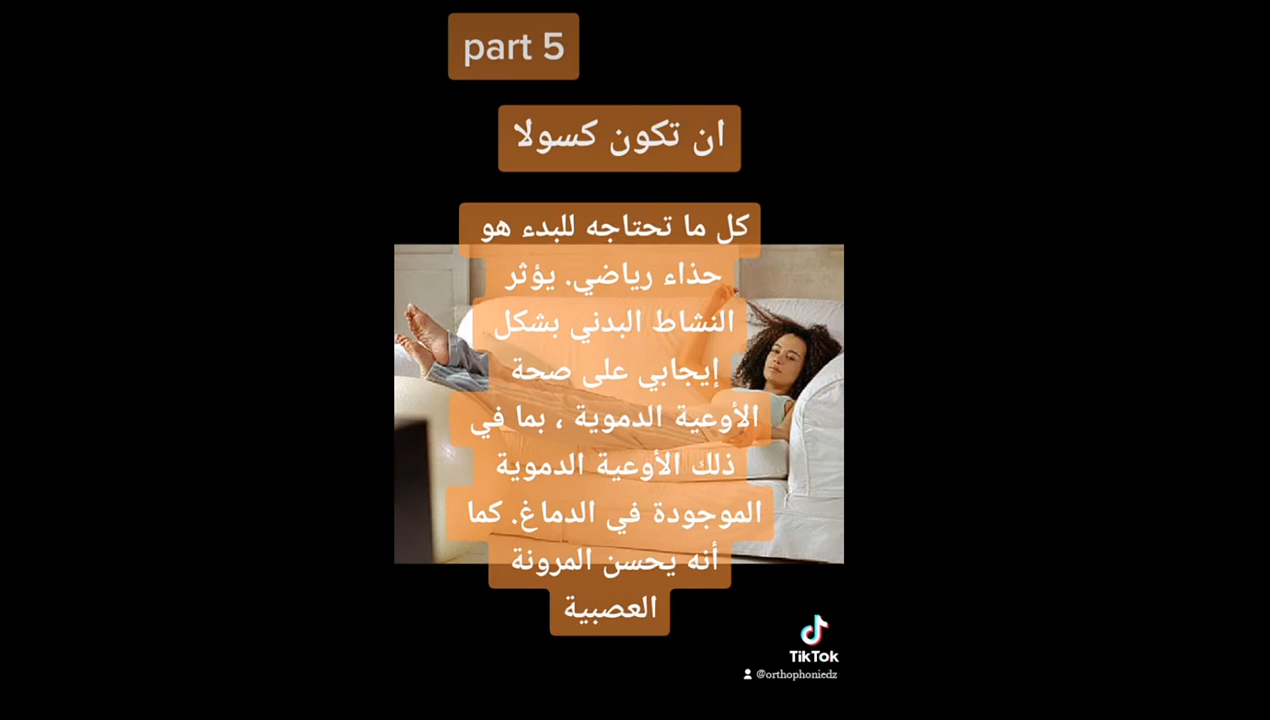 part 5
ان تكون كسولا
كل ما تحتاجه للبدء هو
حذاء رياضي. يؤثر
النشاط البدني بشكل
إيجابي على صحة
الأوعية الدموية ، بما في
ذلك الأوعية الدموية
الموجودة في الدماغ. كما
أنه يحسن المرونة
العصبية
TikTok
@orthophoniedz